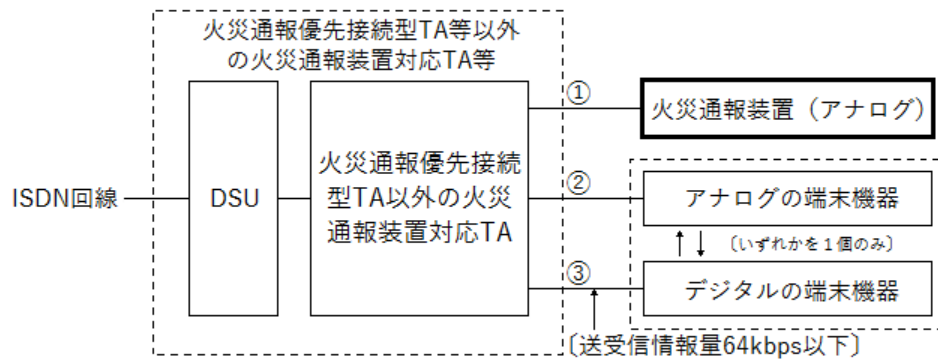 火災通報優先接続型TA等以外
の火災通報装置対応TA等
ISDN回線
DSU
火災通報優先接続
型TA以外の火災
通報装置対応TA
①
火災通報装置（アナログ）
②
アナログの端末機器
〔いずれかを１個のみ〕
③
デジタルの端末機器
〔送受信情報量64kbps以下〕